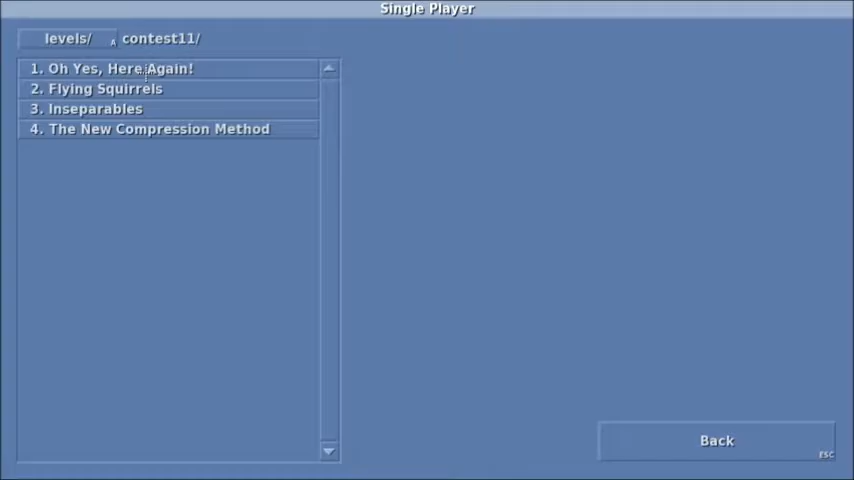 Single Player
levels/ A contest11/
1. Oh Yes, Here Again!
2. Flying Squirrels
3. Inseparables
4. The New Compression Method
Back
ESC